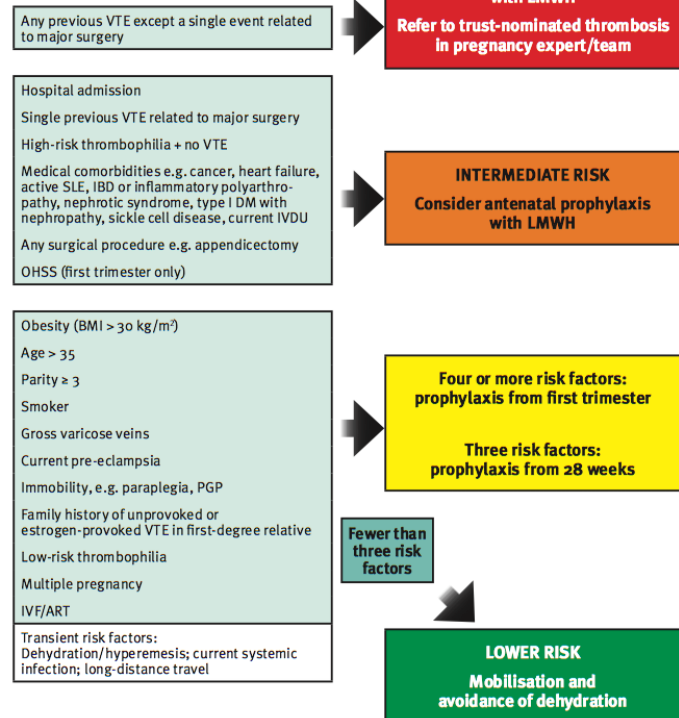 with LMWH
Any previous VTE except a single event related
to major surgery
Refer to trust-nominated thrombosis
in pregnancy expert/team
Hospital admission
Single previous VTE related to major surgery
High-risk thrombophilia + no VTE
Medical comorbidities e.g. cancer, heart failure,
active SLE, IBD or inflammatory polyarthro-
pathy, nephrotic syndrome, type I DM with
nephropathy, sickle cell disease, current IVDU
Any surgical procedure e.g. appendicectomy
OHSS (first trimester only)
INTERMEDIATE RISK
Consider antenatal prophylaxis
with LMWH
Obesity (BMI > 30 kg/m²)
Age > 35
Parity ≥ 3
Smoker
Gross varicose veins
Current pre-eclampsia
Immobility, e.g. paraplegia, PGP
Family history of unprovoked or
estrogen-provoked VTE in first-degree relative
Low-risk thrombophilia
Multiple pregnancy
IVF/ART
Transient risk factors:
Dehydration/hyperemesis; current systemic
infection; long-distance travel
Four or more risk factors:
prophylaxis from first trimester
Three risk factors:
prophylaxis from 28 weeks
Fewer than
three risk
factors
LOWER RISK
Mobilisation and
avoidance of dehydration